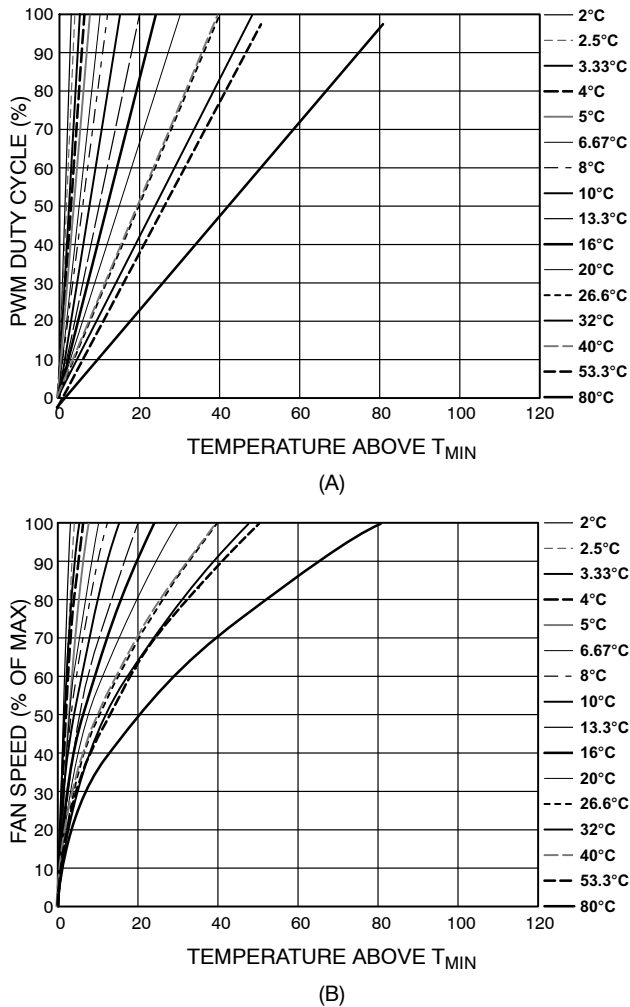 PWM DUTY CYCLE (%)
100
90
80
70
60
50
40
30
20
10
0
0 20 40 60 80 100 120
TEMPERATURE ABOVE TMIN
2°C
2.5°C
3.33°C
4°C
5°C
6.67°C
8°C
10°C
13.3°C
16°C
20°C
26.6°C
32°C
40°C
53.3°C
80°C
(A)
FAN SPEED (% OF MAX)
100
90
80
70
60
50
40
30
20
10
0
0 20 40 60 80 100 120
TEMPERATURE ABOVE TMIN
2°C
2.5°C
3.33°C
4°C
5°C
6.67°C
8°C
10°C
13.3°C
16°C
20°C
26.6°C
32°C
40°C
53.3°C
80°C
(B)